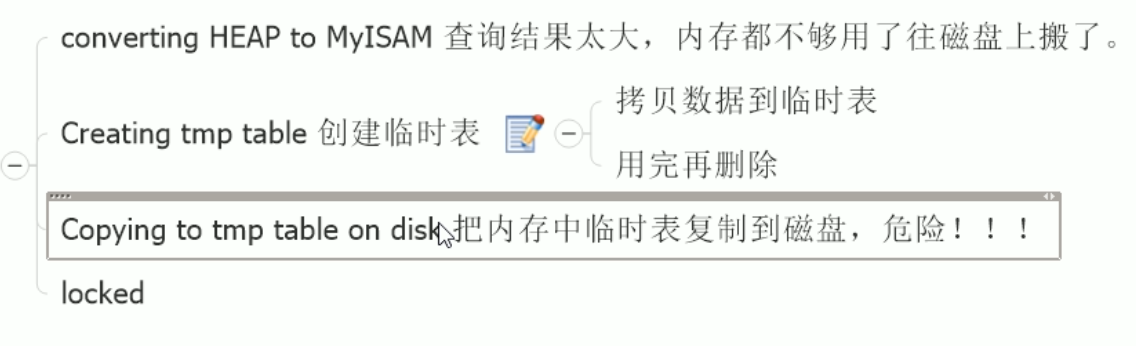 converting HEAP to MyISAM 查询结果太大，内存都不够用了往磁盘上搬了。
拷贝数据到临时表
Creating tmp table 创建临时表
用完再删除
Copying to tmp table on disk 把内存中临时表复制到磁盘，危险！！！
locked